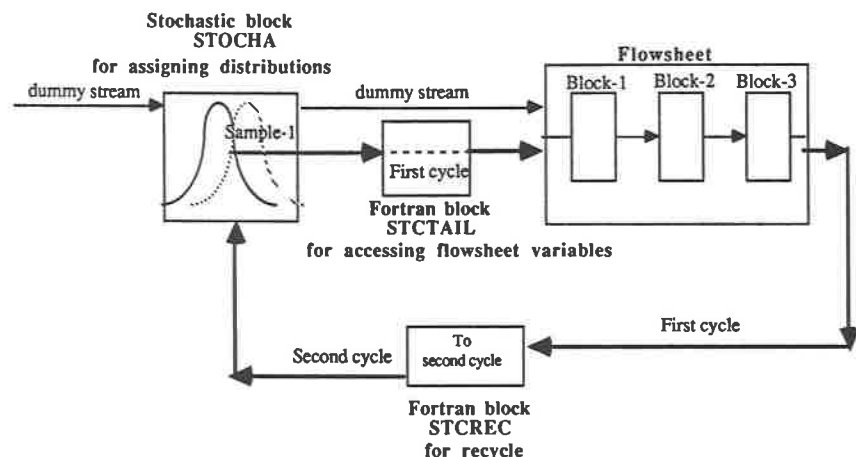 Stochastic block
STOCHA
for assigning distributions
dummy stream
dummy stream
Sample-1
First cycle
Fortran block
STCTAIL
for accessing flowsheet variables
Flowsheet
Block-1
Block-2
Block-3
First cycle
To
second cycle
Second cycle
Fortran block
STCREC
for recycle